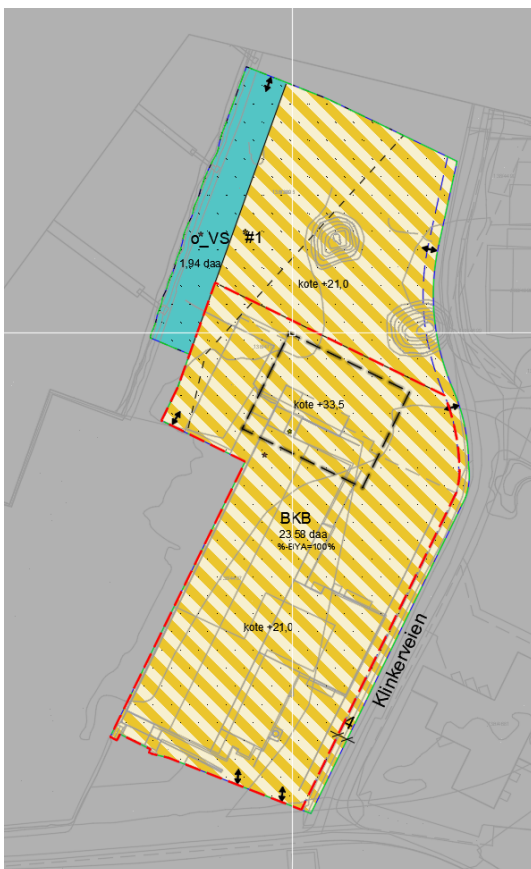 o_VS #1
1,94 daa
kote +21,0
kote +33,5
BKB
23.58 daa
%-BYA=100%
kote +21,0
Klinkerveien
4